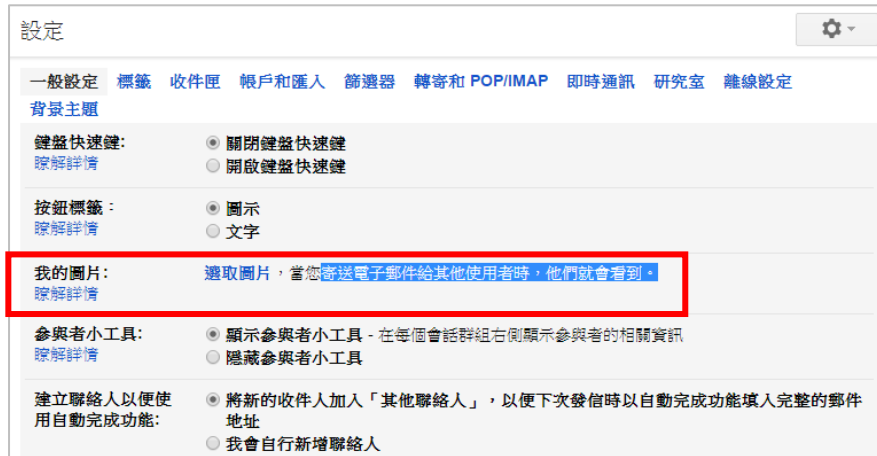 設定
一般設定 標籤 收件匣 帳戶和匯入 篩選器 轉寄和 POP/IMAP 即時通訊 研究室 離線設定
背景主題
鍵盤快速鍵: 關閉鍵盤快速鍵
瞭解詳情 開啟鍵盤快速鍵
按鈕標籤： 圖示
瞭解詳情 文字
我的圖片: 選取圖片，當您寄送電子郵件給其他使用者時，他們就會看到。
瞭解詳情
參與者小工具: 顯示參與者小工具 - 在每個會話群組右側顯示參與者的相關資訊
瞭解詳情 隱藏參與者小工具
建立聯絡人以便使 將新的收件人加入「其他聯絡人」，以便下次發信時以自動完成功能填入完整的郵件
用自動完成功能: 地址
我會自行新增聯絡人